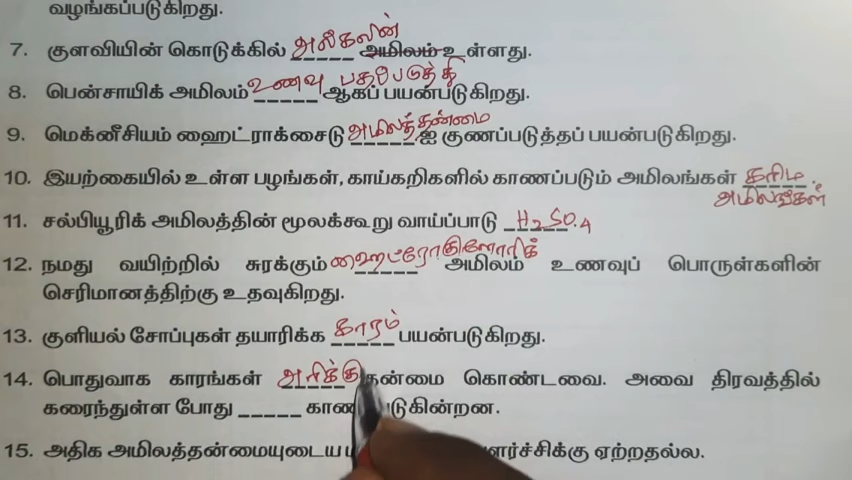 வழங்கப்படுகிறது.
7. குளவியின் கொடுக்கில் அல்கலின் அமிலம் உள்ளது.
8. பென்சாயிக் அமிலம் உணவு பதப்படுத்தி ஆகப் பயன்படுகிறது.
9. மெக்னீசியம் ஹைட்ராக்சைடு அமிலத்தன்மை ஐ குணப்படுத்தப் பயன்படுகிறது.
10. இயற்கையில் உள்ள பழங்கள், காய்கறிகளில் காணப்படும் அமிலங்கள் கரிம
அமிலங்கள்
11. சல்பியூரிக் அமிலத்தின் மூலக்கூறு வாய்ப்பாடு H2SO4
12. நமது வயிற்றில் சுரக்கும் ஹைட்ரோகுளோரிக் அமிலம் உணவுப் பொருள்களின்
செரிமானத்திற்கு உதவுகிறது.
13. குளியல் சோப்புகள் தயாரிக்க காரம் பயன்படுகிறது.
14. பொதுவாக காரங்கள் அரிக்கு தன்மை கொண்டவை. அவை திரவத்தில்
கரைந்துள்ள போது _____
15. அதிக அமிலத்தன்மையுடைய ஏற்றதல்ல.